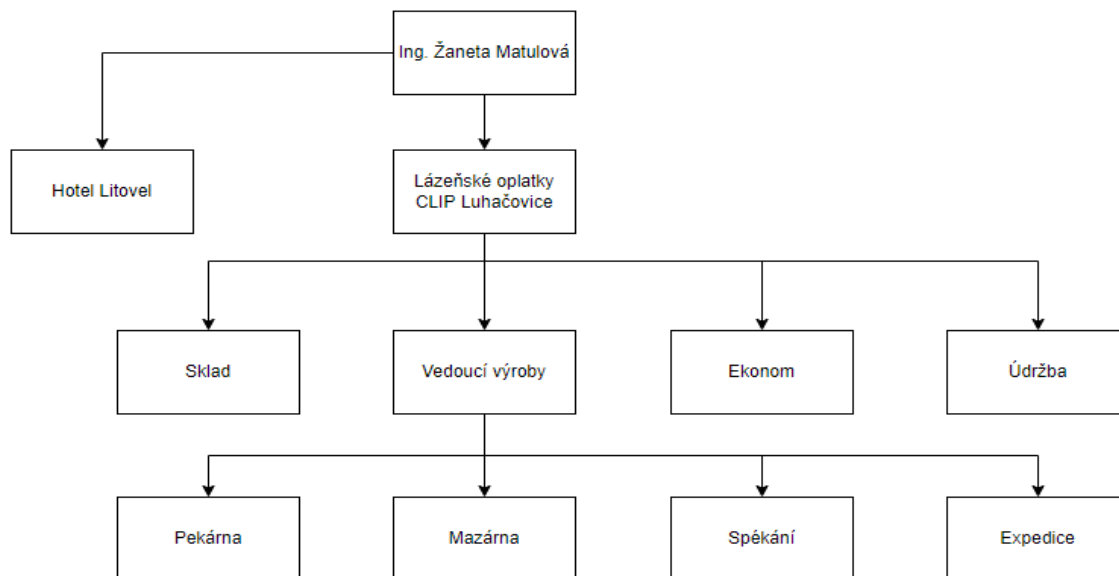 Ing. Žaneta Matulová
Hotel Litovel
Lázeňské oplatky
CLIP Luhačovice
Sklad
Vedoucí výroby
Ekonom
Údržba
Pekárna
Mazárna
Spékání
Expedice